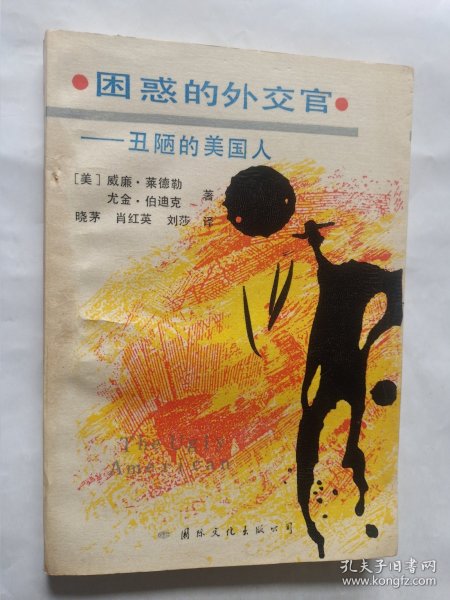 ●困惑的外交官●
——丑陋的美国人
[美] 威廉·莱德勒
尤金·伯迪克 著
晓茅 肖红英 刘莎 译
The Ugly
American
国际文化出版公司
孔夫子旧书网
www.kongfz.com